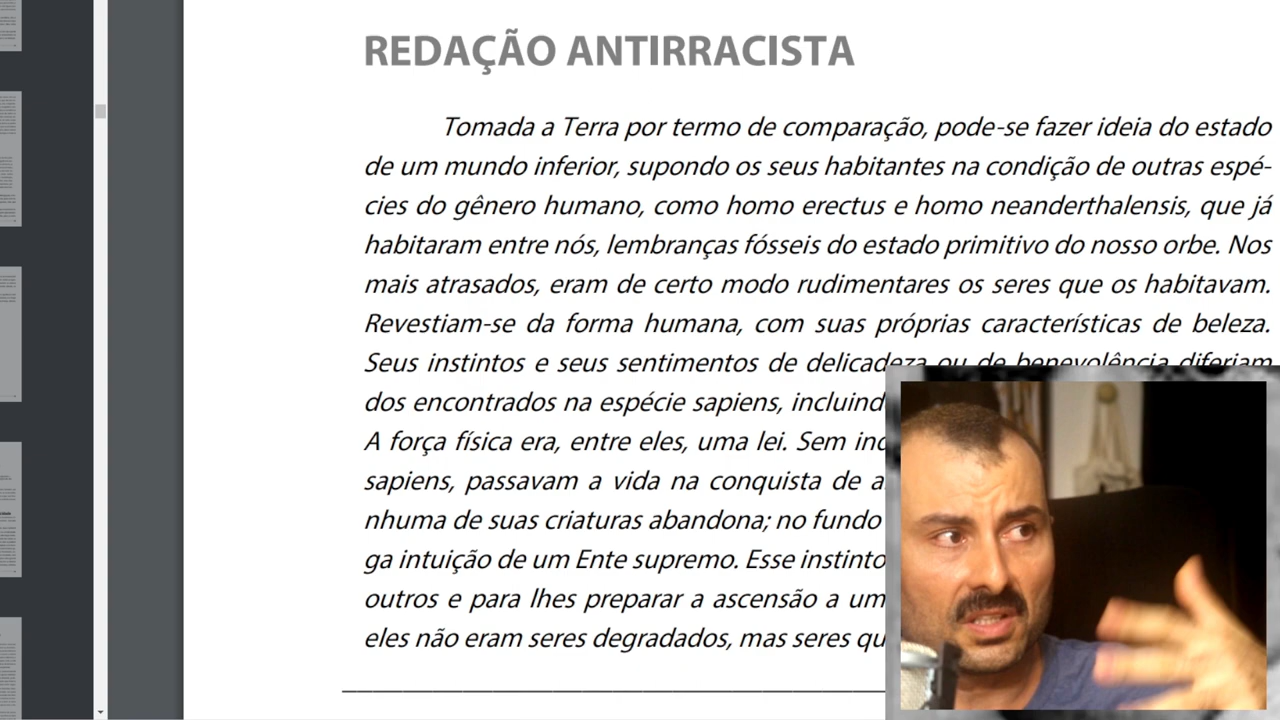 REDAÇÃO ANTIRRACISTA
Tomada a Terra por termo de comparação, pode-se fazer ideia do estado
de um mundo inferior, supondo os seus habitantes na condição de outras espé-
cies do gênero humano, como homo erectus e homo neanderthalensis, que já
habitaram entre nós, lembranças fósseis do estado primitivo do nosso orbe. Nos
mais atrasados, eram de certo modo rudimentares os seres que os habitavam.
Revestiam-se da forma humana, com suas próprias características de beleza.
Seus instintos e seus sentimentos de delicadeza ou de benevolência diferiam
dos encontrados na espécie sapiens,
A força física era, entre eles, uma lei. Sem
sapiens, passavam a vida na conquista de
nhuma de suas criaturas abandona; no fundo
ga intuição de um Ente supremo. Esse instinto
outros e para lhes preparar a ascensão a
eles não eram seres degradados, mas seres